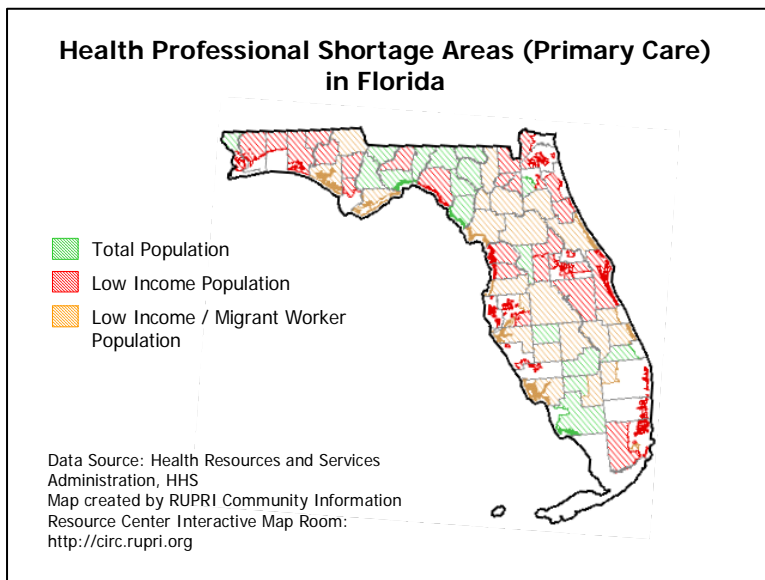 Health Professional Shortage Areas (Primary Care)
in Florida
Total Population
Low Income Population
Low Income / Migrant Worker
Population
Data Source: Health Resources and Services
Administration, HHS
Map created by RUPRI Community Information
Resource Center Interactive Map Room:
http://circ.rupri.org